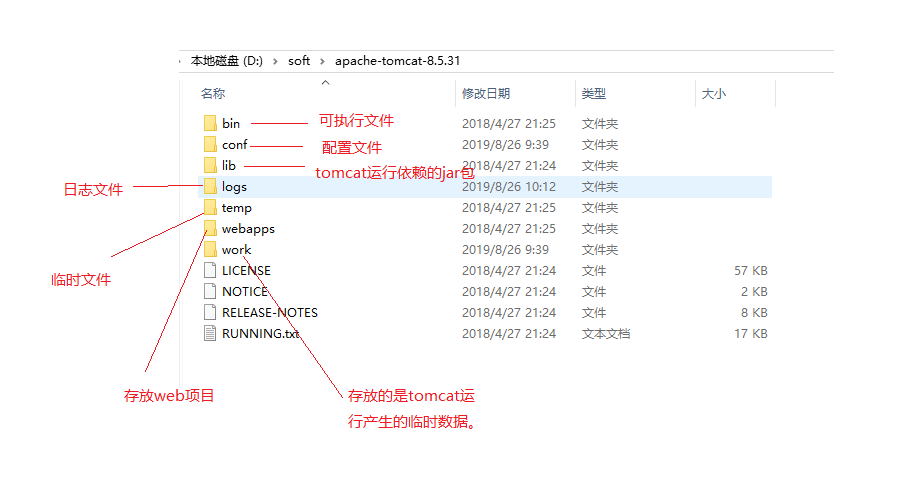 本地磁盘 (D:) › soft › apache-tomcat-8.5.31
名称 修改日期 类型 大小
bin 可执行文件 2018/4/27 21:25 文件夹
conf 配置文件 2019/8/26 9:39 文件夹
lib tomcat运行依赖的jar包 2018/4/27 21:24 文件夹
日志文件 logs 2019/8/26 10:12 文件夹
temp 2018/4/27 21:25 文件夹
webapps 2018/4/27 21:25 文件夹
work 2019/8/26 9:39 文件夹
临时文件 LICENSE 2018/4/27 21:24 文件 57 KB
NOTICE 2018/4/27 21:24 文件 2 KB
RELEASE-NOTES 2018/4/27 21:24 文件 8 KB
RUNNING.txt 2018/4/27 21:24 文本文档 17 KB
存放web项目
存放的是tomcat运
行产生的临时数据。